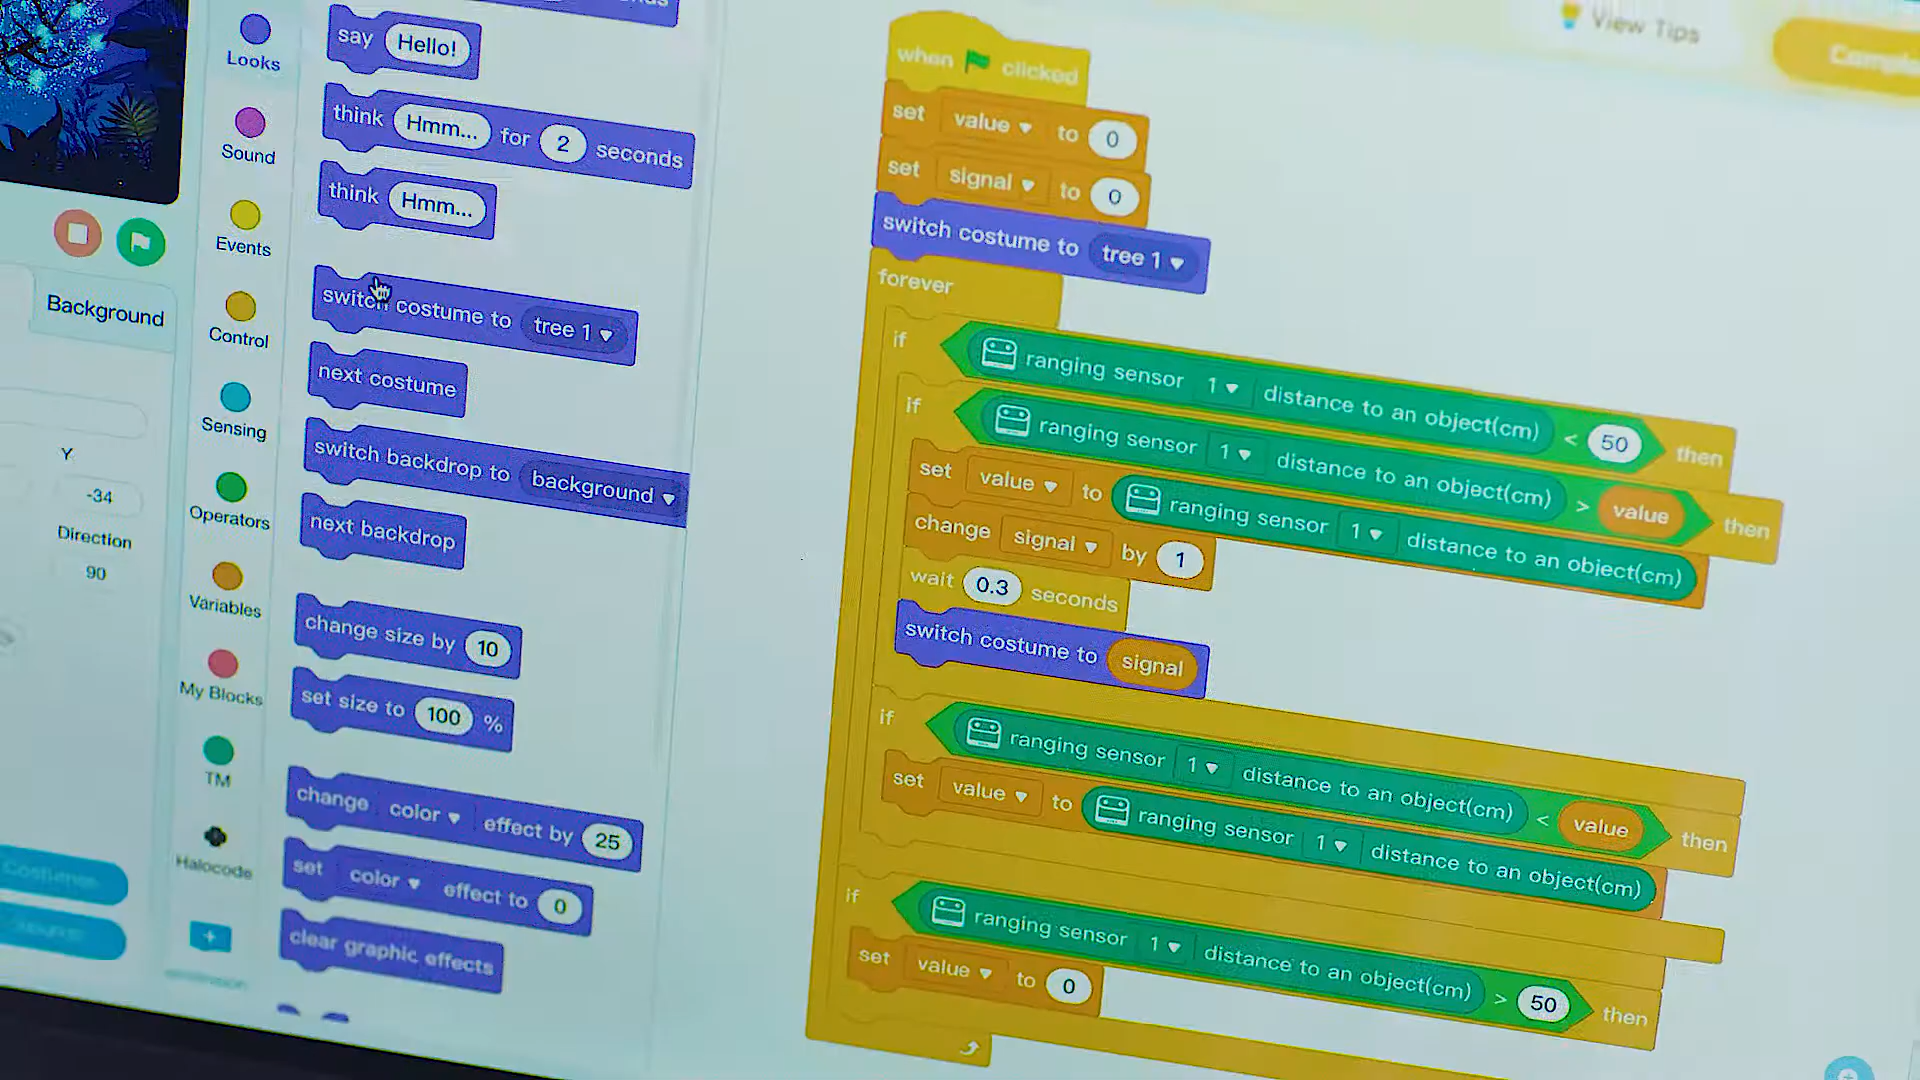 Looks
Sound
Events
Control
Sensing
Operators
Variables
My Blocks
TM
Halocode
+
Background
Y
-34
Direction
90
say Hello!
think Hmm... for 2 seconds
think Hmm...
switch costume to tree 1
next costume
switch backdrop to background
next backdrop
change size by 10
set size to 100 %
change color effect by 25
set color effect to 0
clear graphic effects
View Tips
when clicked
set value to 0
set signal to 0
switch costume to tree 1
forever
if ranging sensor 1 distance to an object(cm) < 50 then
if ranging sensor 1 distance to an object(cm) > value then
set value to ranging sensor 1 distance to an object(cm)
change signal by 1
wait 0.3 seconds
switch costume to signal
if ranging sensor 1 distance to an object(cm) < value then
set value to ranging sensor 1 distance to an object(cm)
if ranging sensor 1 distance to an object(cm) > 50 then
set value to 0